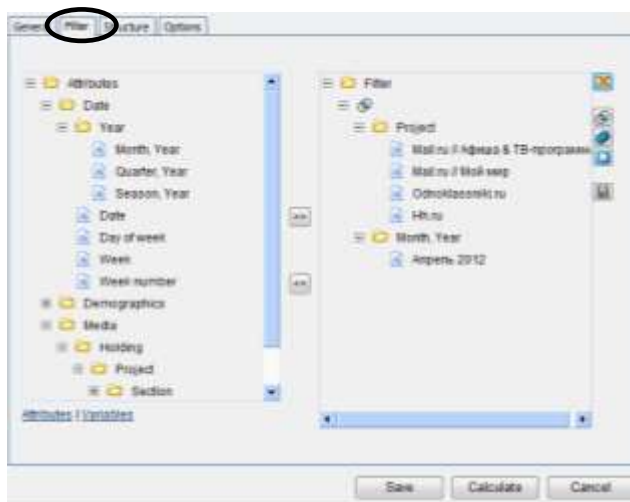 General Filter Structure Options
Attributes
Date
Year
Month, Year
Quarter, Year
Season, Year
Date
Day of week
Week
Week number
Demographics
Media
Holding
Project
Section
Attributes | Variables
Filter
Project
Mail.ru // Афиша & ТВ-програм
Mail.ru // Мой мир
Odnoklassniki.ru
Hh.ru
Month, Year
Апрель 2012
Save Calculate Cancel